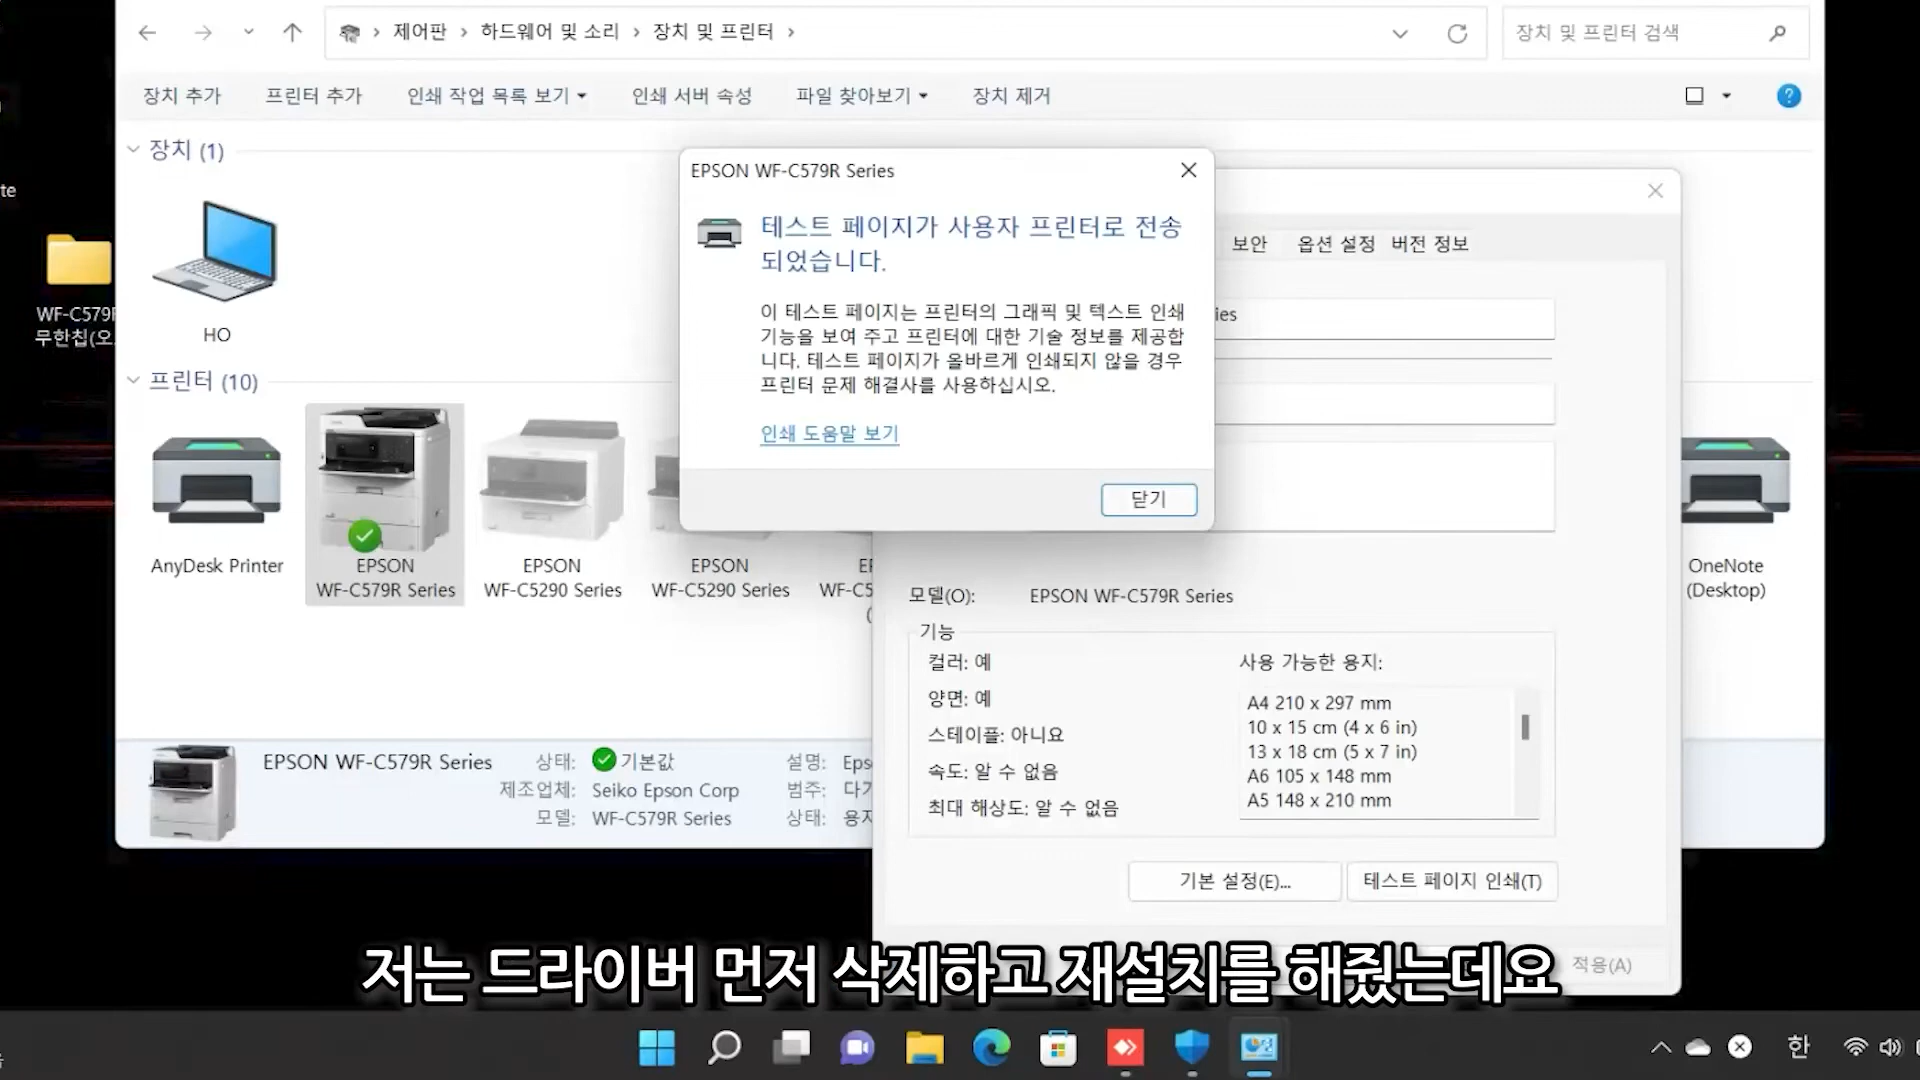 제어판 > 하드웨어 및 소리 > 장치 및 프린터 >
장치 및 프린터 검색
장치 추가 프린터 추가 인쇄 작업 목록 보기 인쇄 서버 속성 파일 찾아보기 장치 제거
장치 (1)
te
WF-C579R
무한칩(오.
HO
프린터 (10)
AnyDesk Printer
EPSON
WF-C579R Series
EPSON
WF-C5290 Series
EPSON
WF-C5290 Series
WF-C5
OneNote
(Desktop)
EPSON WF-C579R Series
×
테스트 페이지가 사용자 프린터로 전송
되었습니다.
이 테스트 페이지는 프린터의 그래픽 및 텍스트 인쇄
기능을 보여 주고 프린터에 대한 기술 정보를 제공합
니다. 테스트 페이지가 올바르게 인쇄되지 않을 경우
프린터 문제 해결사를 사용하십시오.
인쇄 도움말 보기
닫기
보안 옵션 설정 버전 정보
ies
모델(O): EPSON WF-C579R Series
기능
컬러: 예
양면: 예
스테이플: 아니요
속도: 알 수 없음
최대 해상도: 알 수 없음
사용 가능한 용지:
A4 210 x 297 mm
10 x 15 cm (4 x 6 in)
13 x 18 cm (5 x 7 in)
A6 105 x 148 mm
A5 148 x 210 mm
기본 설정(E)... 테스트 페이지 인쇄(T)
적용(A)
EPSON WF-C579R Series
상태: 기본값
제조업체: Seiko Epson Corp
모델: WF-C579R Series
설명: Eps
범주: 다기
상태: 용지
저는 드라이버 먼저 삭제하고 재설치를 해줬는데요
한